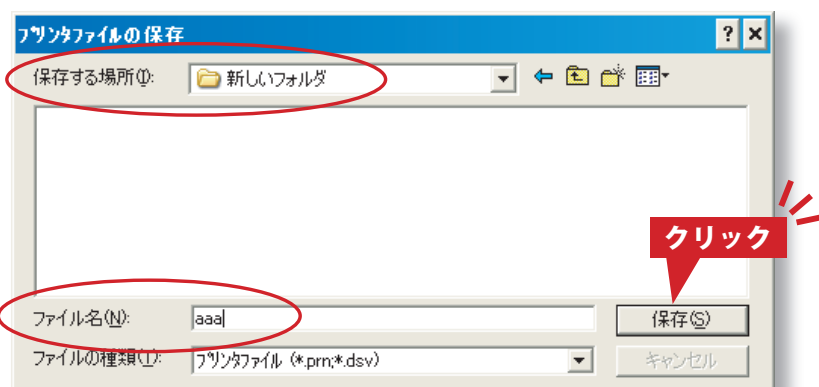 プリンタファイルの保存
保存する場所(I): 新しいフォルダ
クリック
ファイル名(N): aaa 保存(S)
ファイルの種類(T): プリンタファイル (*.prn;*.dsv) キャンセル